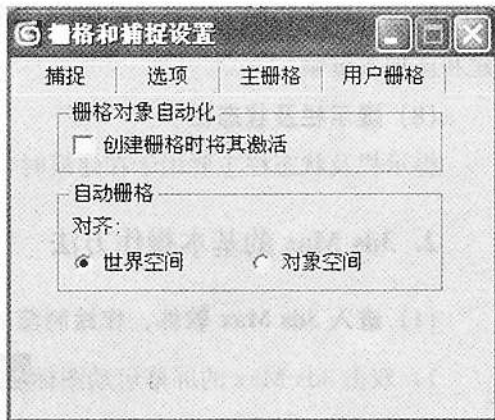 栅格和捕捉设置
捕捉 选项 主栅格 用户栅格
栅格对象自动化
创建栅格时将其激活
自动栅格
对齐:
世界空间 对象空间